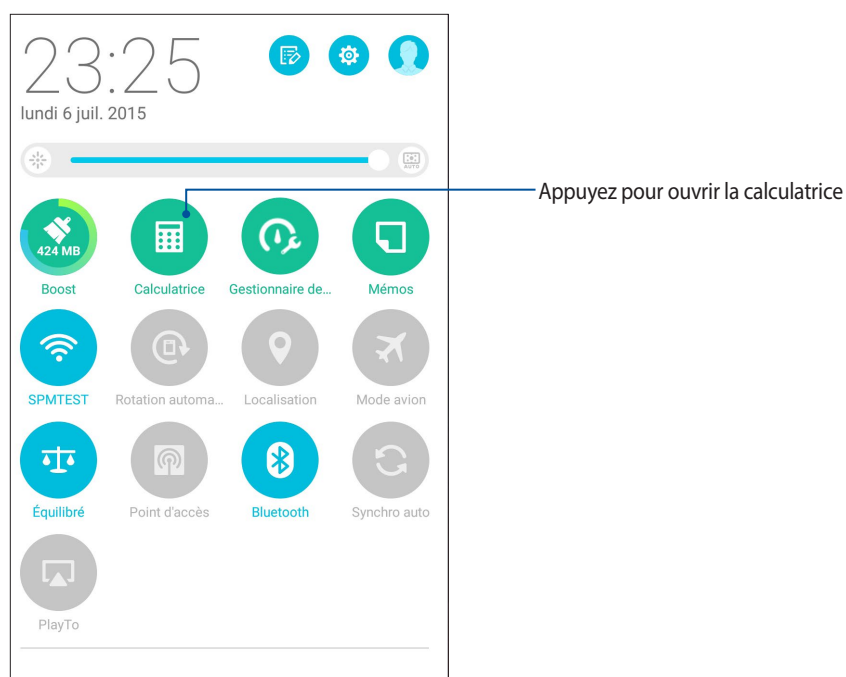 23:25
lundi 6 juil. 2015
AUTO
Appuyez pour ouvrir la calculatrice
424 MB
Boost Calculatrice Gestionnaire de... Mémos
SPMTEST Rotation automa... Localisation Mode avion
Équilibré Point d'accès Bluetooth Synchro auto
PlayTo